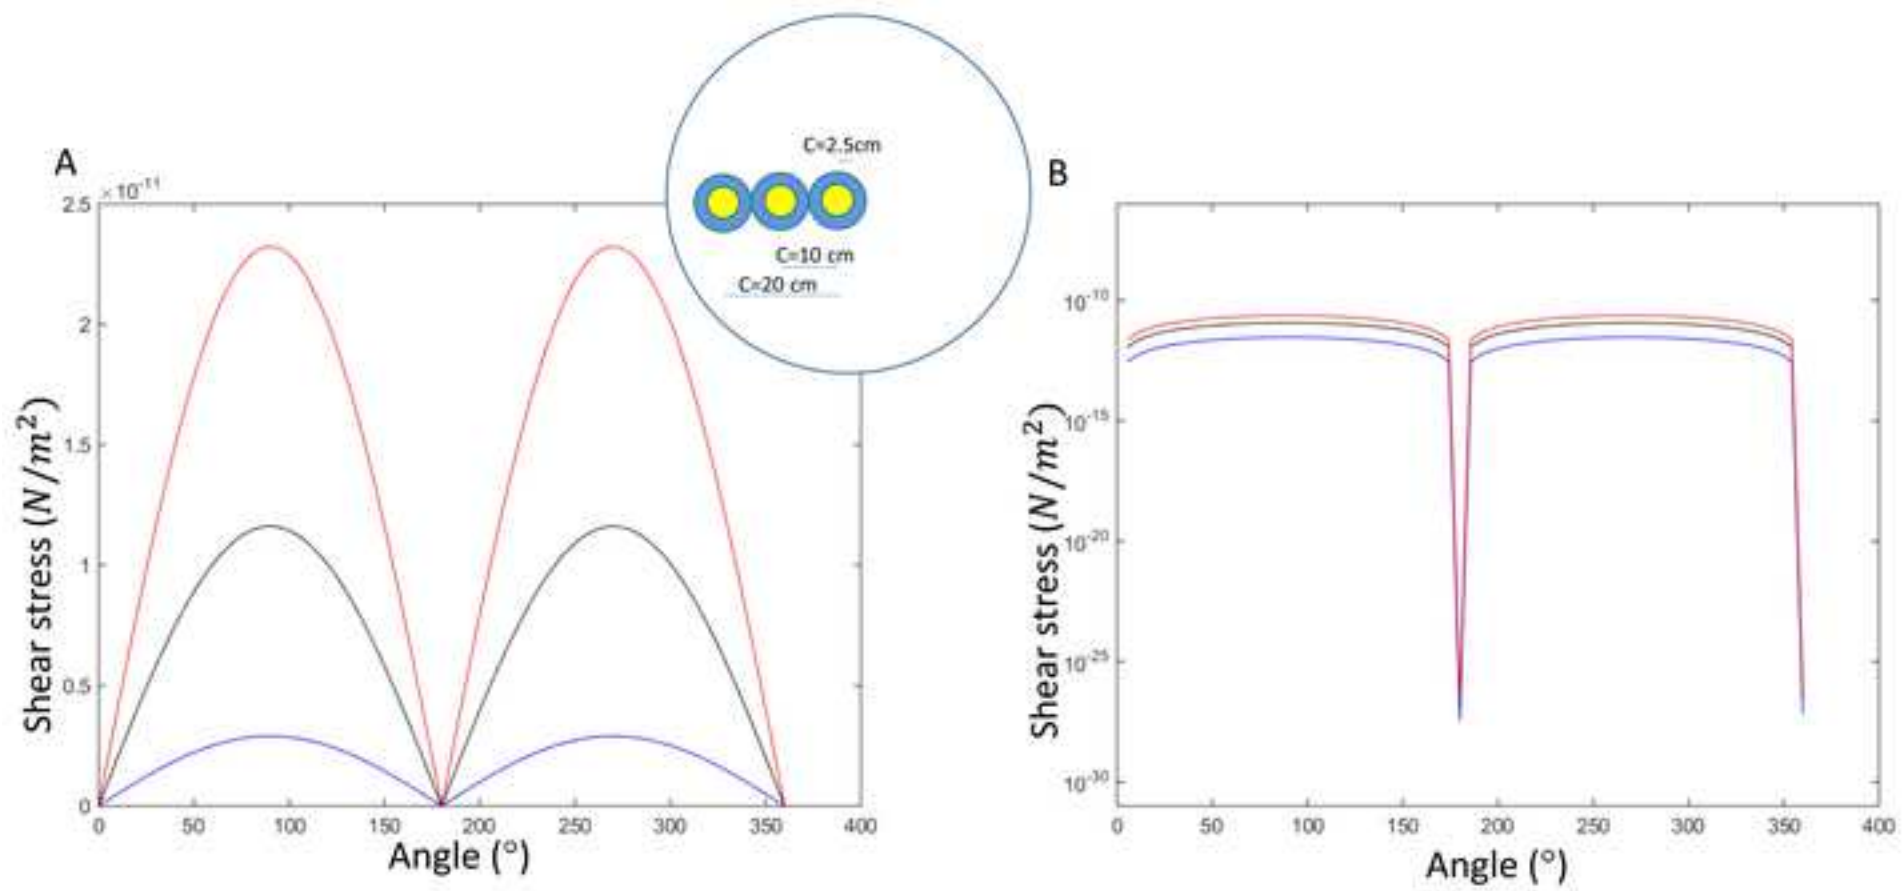 A
×10⁻¹¹
2.5
2
1.5
1
0.5
0
0 50 100 150 200 250 300 350 400
Angle (°)
Shear stress (N/m²)
C=2.5cm
C=10 cm
C=20 cm
B
10⁻¹⁰
10⁻¹⁵
10⁻²⁰
10⁻²⁵
10⁻³⁰
0 50 100 150 200 250 300 350 400
Angle (°)
Shear stress (N/m²)